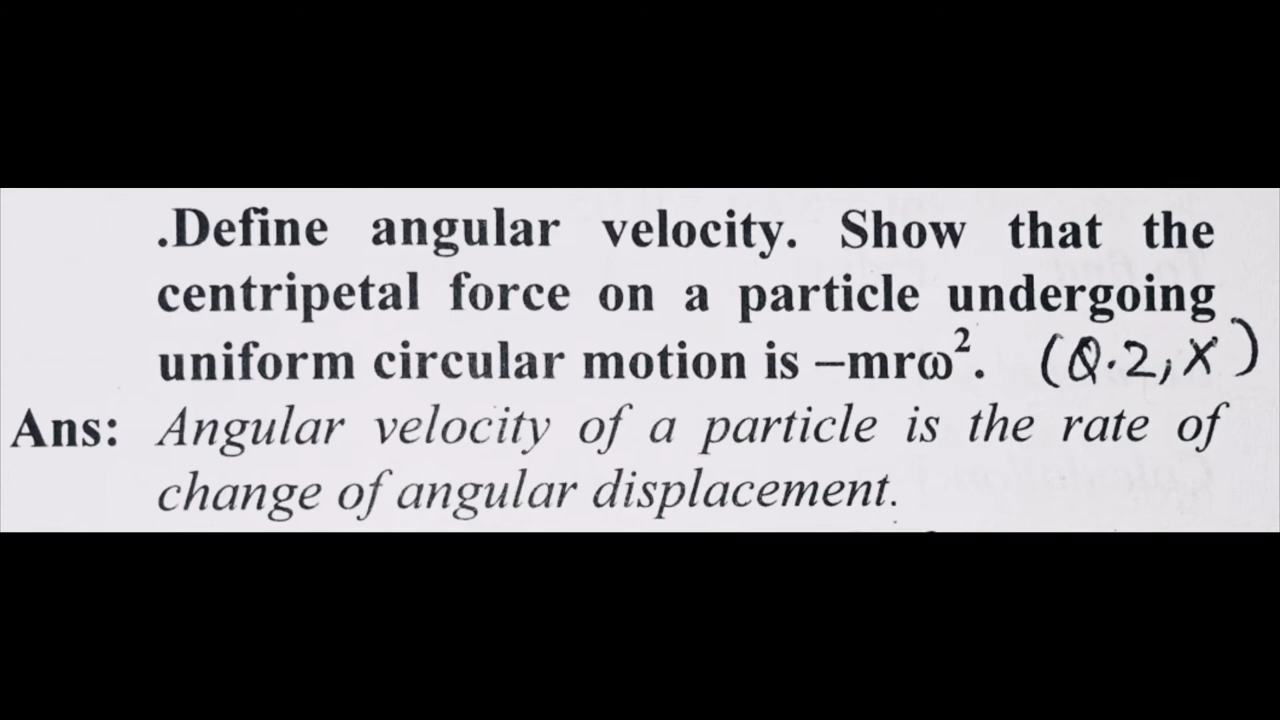 .Define angular velocity. Show that the
centripetal force on a particle undergoing
uniform circular motion is –mrω². (Q.2,X)
Ans: Angular velocity of a particle is the rate of
change of angular displacement.